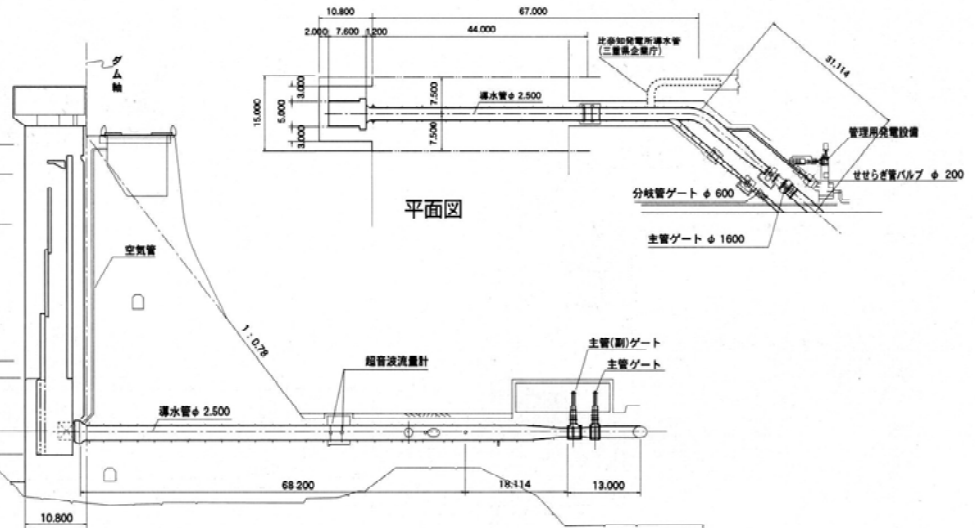 10.800
67.000
2.000
7.600
1.200
44.000
比奈知発電所導水管
(三重県企業庁)
31.114
ダム軸
15.000
3.000
5.000
3.000
7.500
7.500
導水管φ 2.500
管理用発電設備
せせらぎ管バルブ φ 200
分岐管ゲート φ 600
平面図
主管ゲート φ 1600
空気管
1:0.78
主管(副)ゲート
超音波流量計
主管ゲート
導水管φ 2.500
68 200
18.114
13.000
10.800